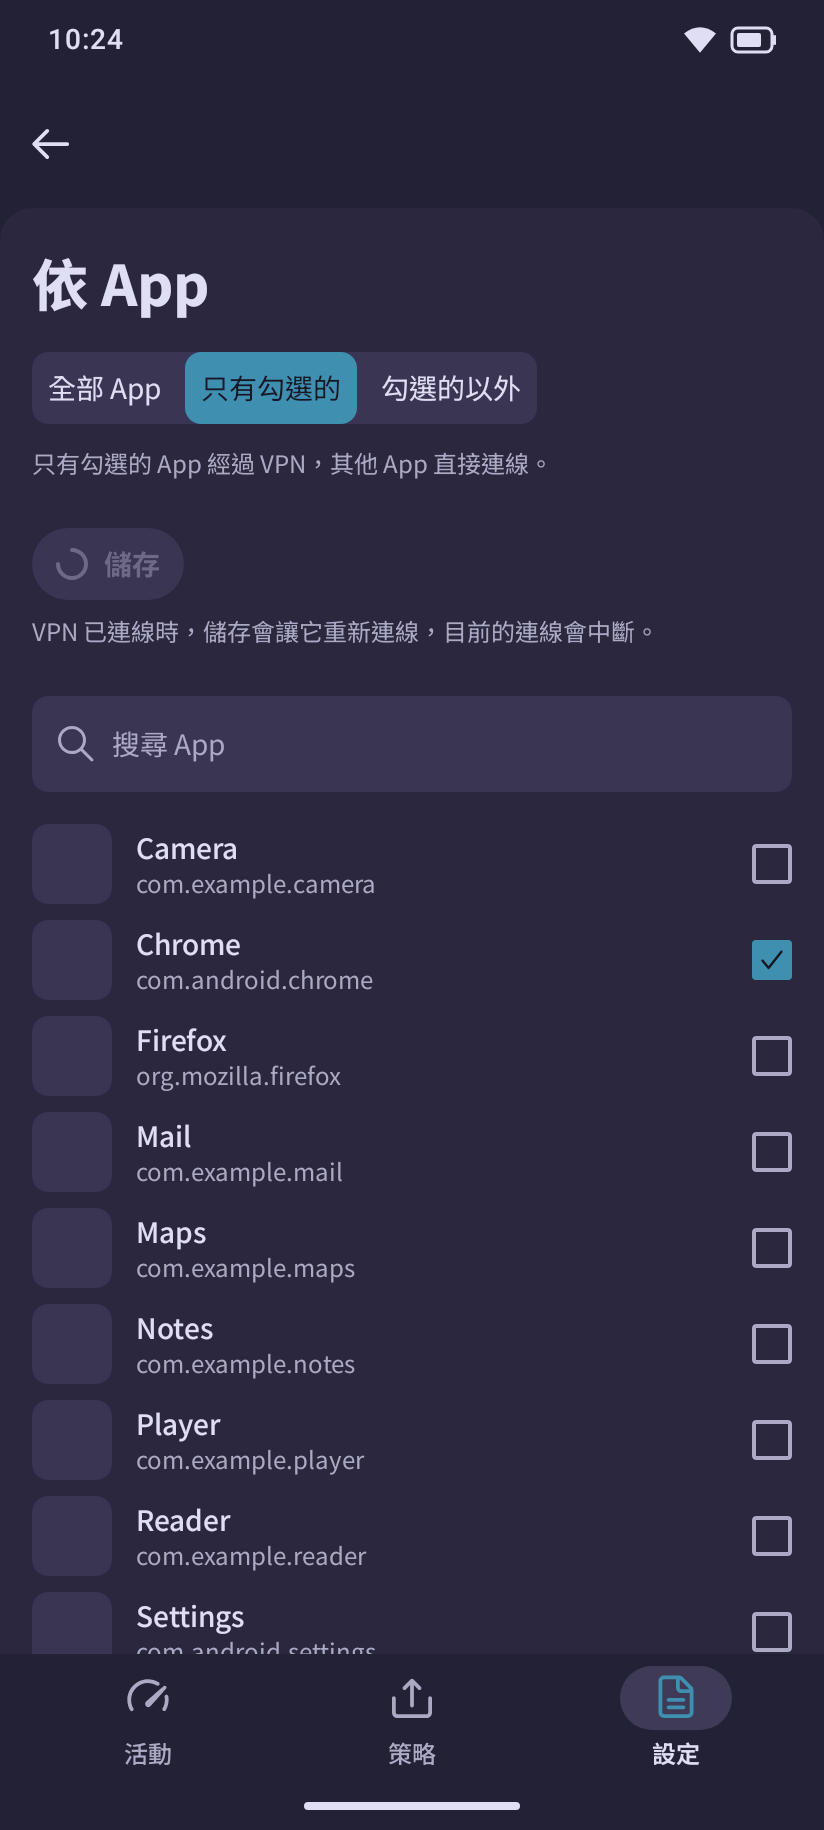 10:24
依 App
全部 App
只有勾選的
勾選的以外
只有勾選的 App 經過 VPN，其他 App 直接連線。
儲存
VPN 已連線時，儲存會讓它重新連線，目前的連線會中斷。
搜尋 App
Camera
com.example.camera
Chrome
com.android.chrome
Firefox
org.mozilla.firefox
Mail
com.example.mail
Maps
com.example.maps
Notes
com.example.notes
Player
com.example.player
Reader
com.example.reader
Settings
com.android.settings
活動
策略
設定